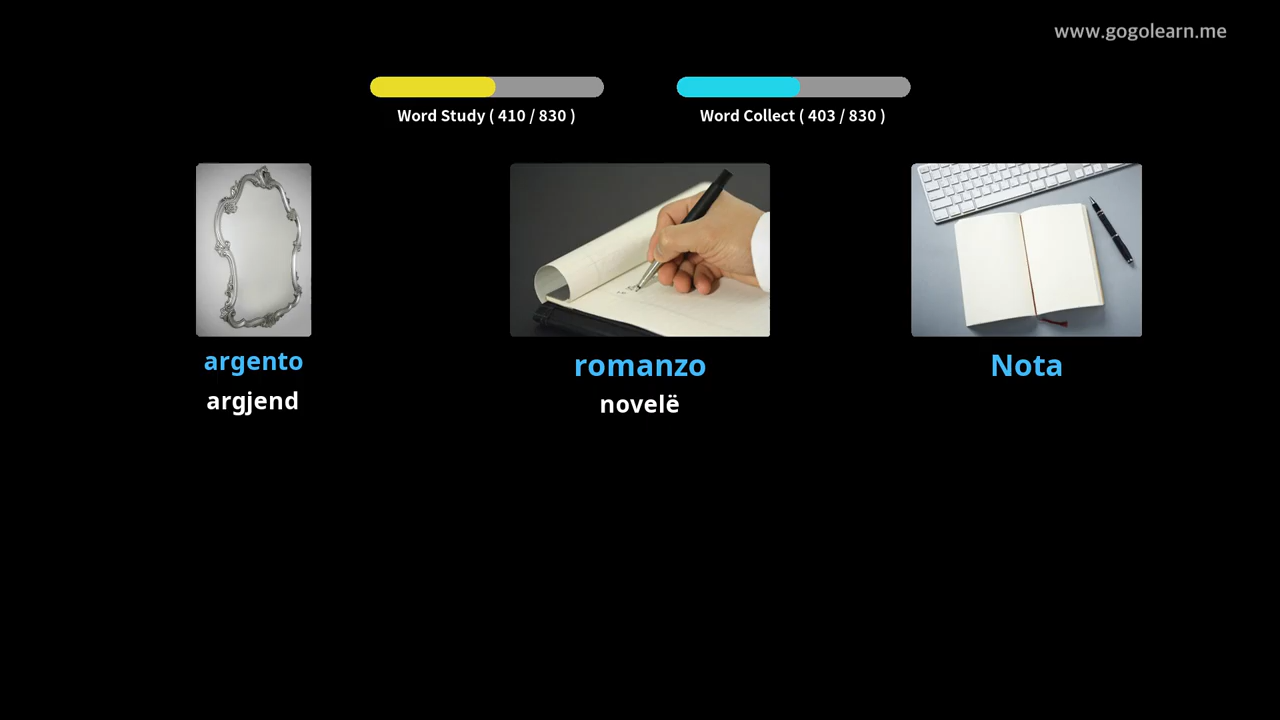 www.gogolearn.me
Word Study ( 410 / 830 )
Word Collect ( 403 / 830 )
argento
argjend
romanzo
novelë
Nota